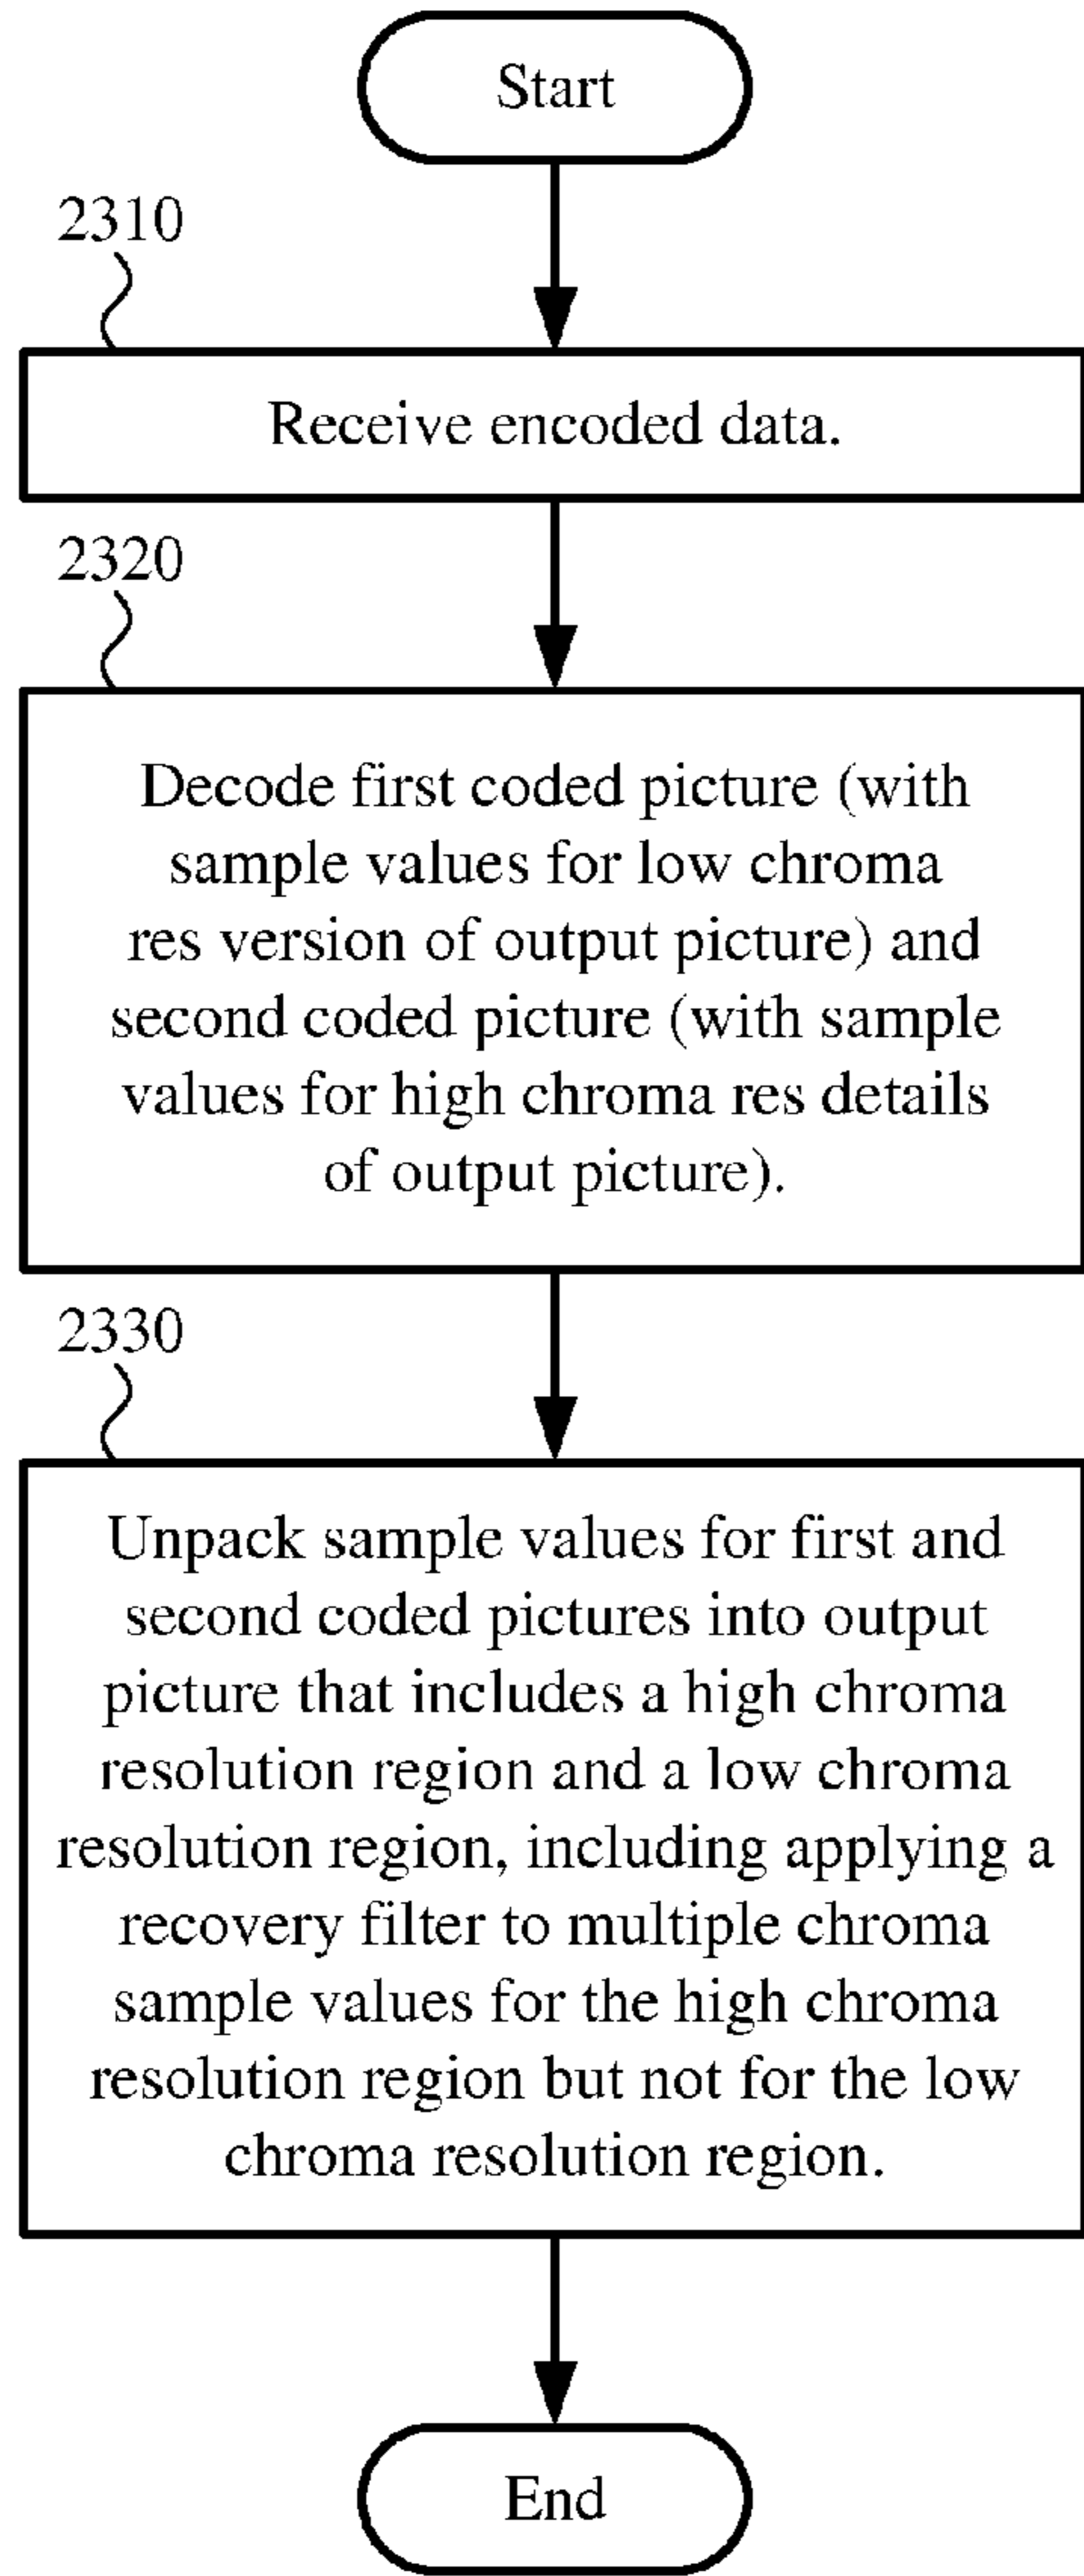 Start
2310
Receive encoded data.
2320
Decode first coded picture (with
sample values for low chroma
res version of output picture) and
second coded picture (with sample
values for high chroma res details
of output picture).
2330
Unpack sample values for first and
second coded pictures into output
picture that includes a high chroma
resolution region and a low chroma
resolution region, including applying a
recovery filter to multiple chroma
sample values for the high chroma
resolution region but not for the low
chroma resolution region.
End